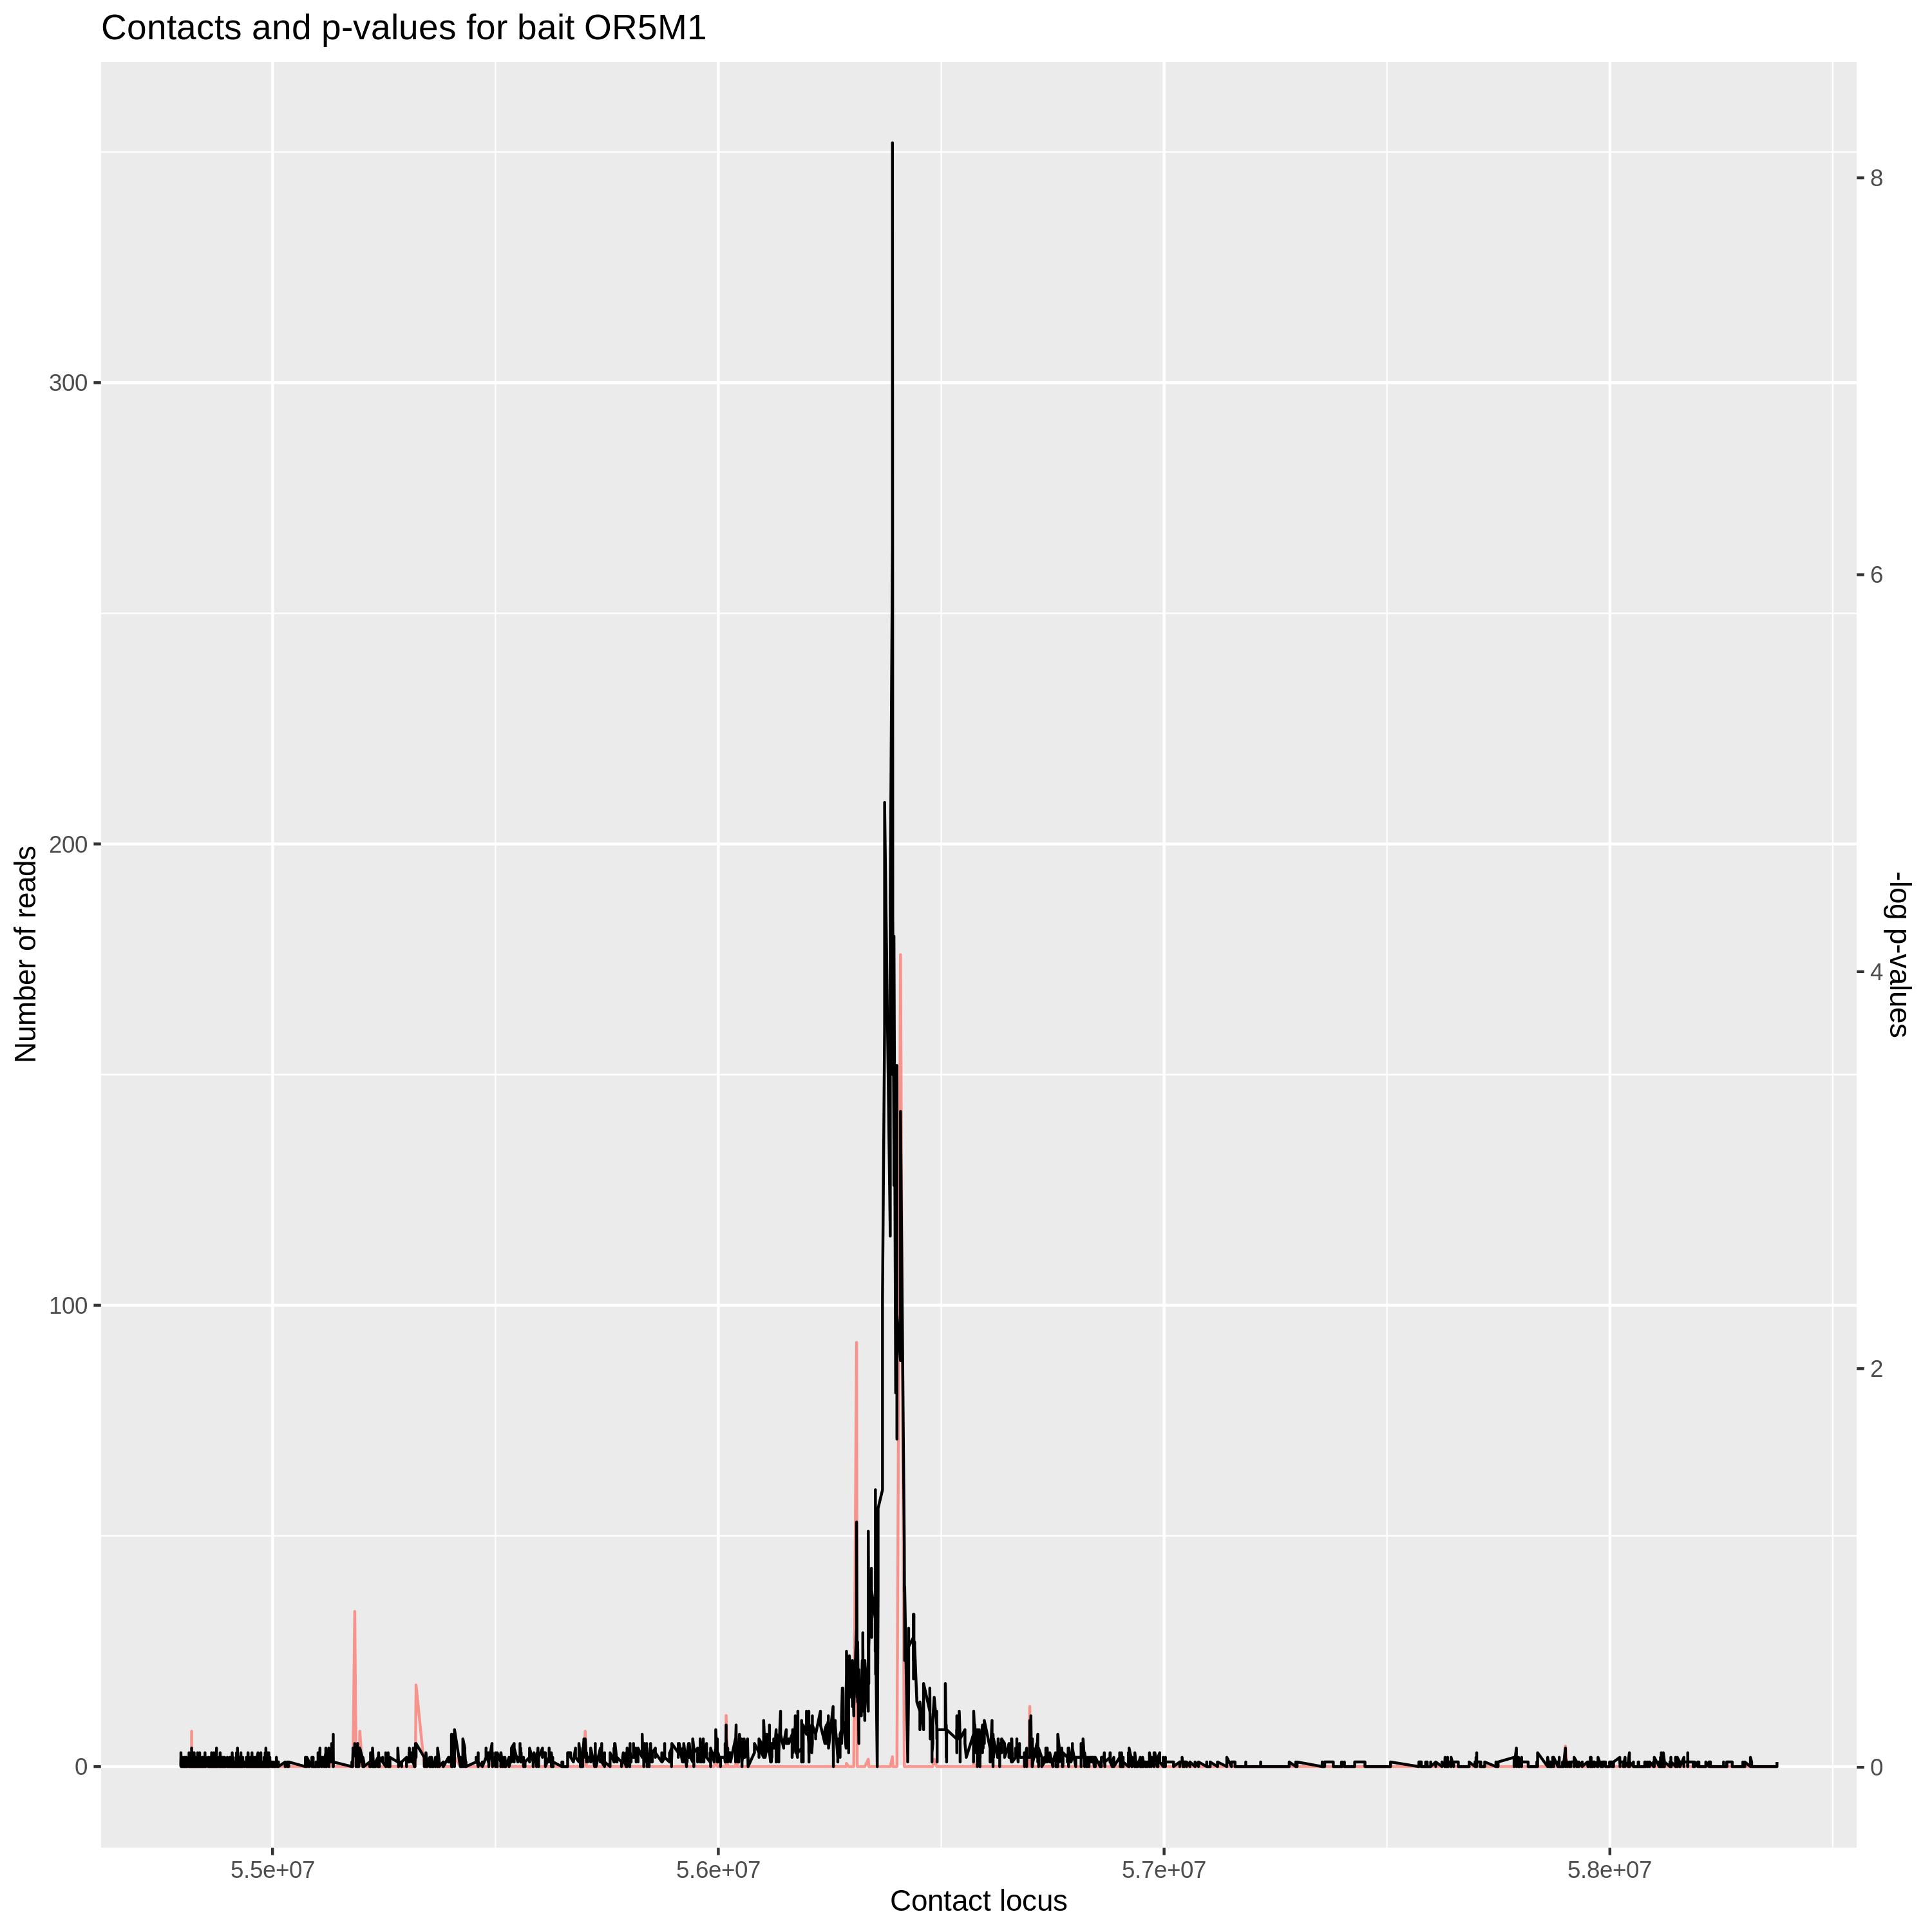 Contacts and p-values for bait OR5M1
Number of reads
300
200
100
0
8
6
4
2
0
-log p-values
5.5e+07
5.6e+07
5.7e+07
5.8e+07
Contact locus